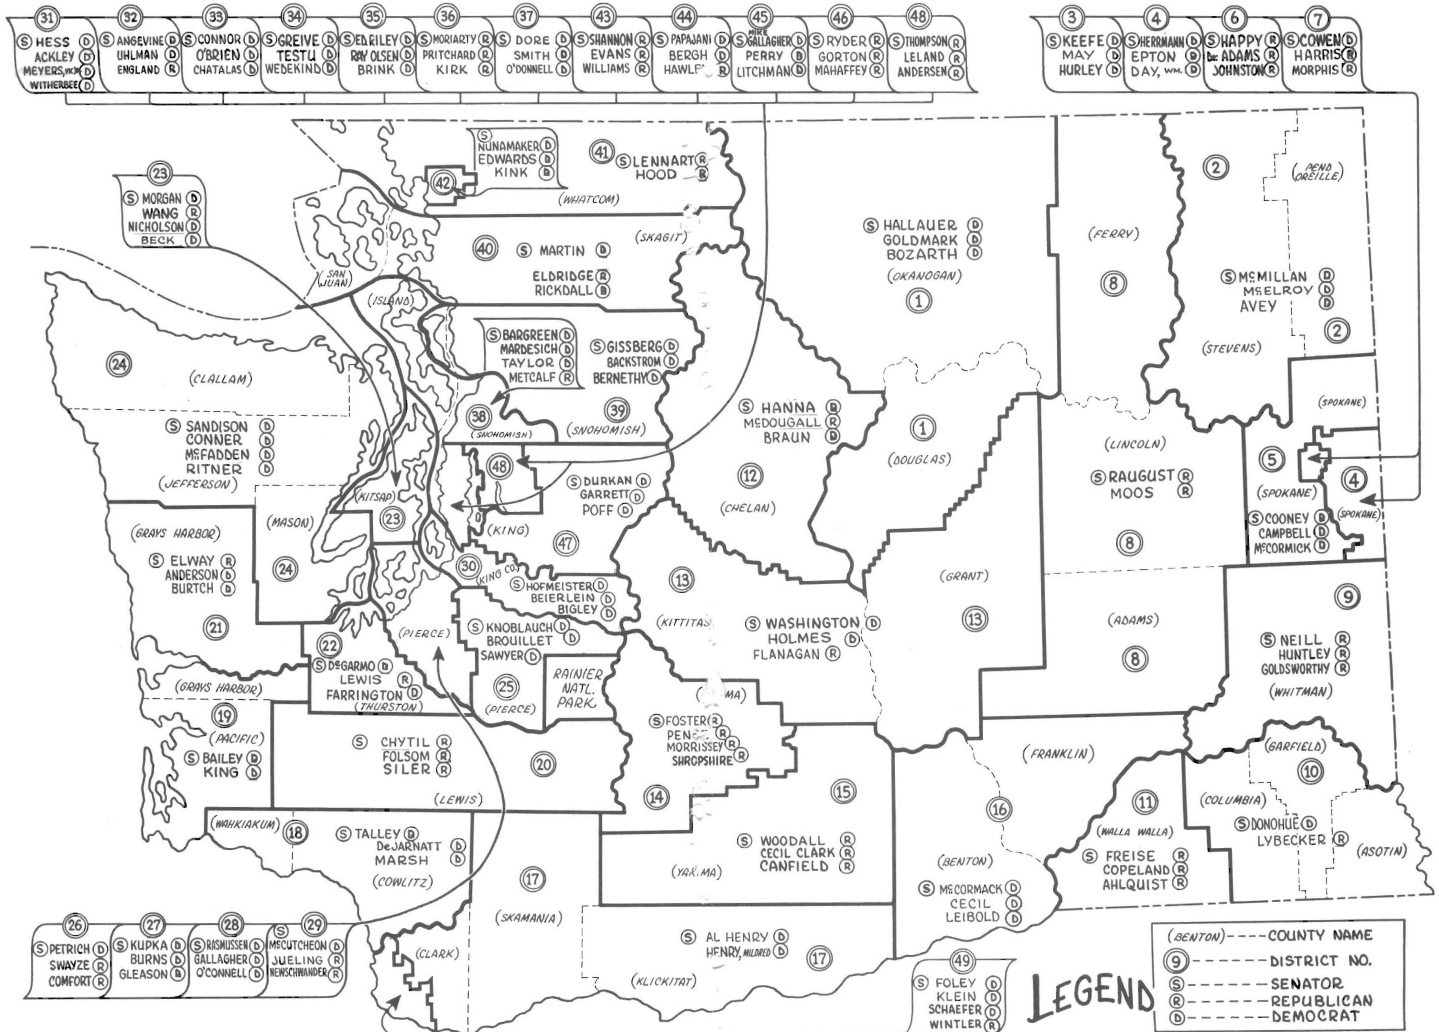 31
S HESS D
ACKLEY D
MEYERS, D
WITHERBEE D
32
S ANGEVINE D
UHLMAN D
ENGLAND R
33
S CONNOR D
O'BRIEN D
CHATALAS D
34
S GREIVE D
TESTU D
WEDEKIND D
35
S ED RILEY D
RAY OLSEN D
BRINK D
36
S MORIARTY R
PRITCHARD R
KIRK R
37
S DORE D
SMITH D
O'DONNELL D
43
S SHANNON R
EVANS R
WILLIAMS R
44
S PAPAJANI D
BERGH D
R
45
S MIKE GALLAGHER D
PERRY D
LITCHMAN D
46
S RYDER R
GORTON R
MAHAFFEY R
48
S THOMPSON R
LELAND R
ANDERSEN R
3
S KEEFE D
MAY D
HURLEY D
4
S HERRMANN D
EPTON D
DAY, WM. D
6
S HAPPY R
DE ADAMS R
JOHNSTON R
7
S COWEN D
HARRIS R
MORPHIS R
23
S MORGAN D
WANG R
NICHOLSON D
BECK D
S
NUNAMAKER D
EDWARDS D
KINK D
42
41
S LENNART R
HOOD R
(WHATCOM)
40
S MARTIN D
ELDRIDGE R
RICKDALL D
(SKAGIT)
(SAN JUAN)
(ISLAND)
S HALLAUER D
GOLDMARK D
BOZARTH D
(OKANOGAN)
1
(FERRY)
8
2
(PEND OREILLE)
S McMILLAN D
McELROY D
AVEY D
2
(STEVENS)
24
(CLALLAM)
S BARGREEN D
MARDESICH D
TAYLOR D
METCALF R
38
(SNOHOMISH)
S GISSBERG D
BACKSTROM D
BERNETHY D
39
(SNOHOMISH)
S HANNA D
McDOUGALL R
BRAUN D
12
(CHELAN)
1
(DOUGLAS)
(LINCOLN)
S RAUGUST R
MOOS R
8
(SPOKANE)
5
(SPOKANE)
S COONEY D
CAMPBELL D
McCORMICK D
4
(SPOKANE)
S SANDISON D
CONNER D
McFADDEN D
RITNER D
(JEFFERSON)
(KITSAP)
23
48
S DURKAN D
GARRETT D
POFF D
(KING)
47
(MASON)
24
(GRAYS HARBOR)
S ELWAY R
ANDERSON D
BURTCH D
21
30
(KING CO.)
S HOFMEISTER D
BEIERLEIN D
BIGLEY D
13
(KITTITAS)
S WASHINGTON D
HOLMES D
FLANAGAN R
(GRANT)
13
(ADAMS)
8
9
S NEILL R
HUNTLEY R
GOLDSWORTHY R
(WHITMAN)
(GRAYS HARBOR)
22
S DeGARMO D
LEWIS R
FARRINGTON D
(THURSTON)
(PIERCE)
S KNOBLAUCH D
BROUILLET D
SAWYER D
25
(PIERCE)
RAINIER
NATL.
PARK.
19
(PACIFIC)
S BAILEY D
KING D
S CHYTIL R
FOLSOM R
SILER R
20
(LEWIS)
S FOSTER R
R
MORRISSEY R
SHROPSHIRE R
14
15
(FRANKLIN)
(GARFIELD)
10
(COLUMBIA)
S DONOHUE D
LYBECKER R
(ASOTIN)
(WAHKIAKUM)
18
S TALLEY D
DeJARNATT D
MARSH D
(COWLITZ)
17
(SKAMANIA)
S WOODALL R
CECIL CLARK R
CANFIELD R
16
(BENTON)
S McCORMACK D
CECIL D
LEIBOLD D
11
(WALLA WALLA)
S FREISE R
COPELAND R
AHLQUIST R
26
S PETRICH D
SWAYZE R
COMFORT R
27
S KUPKA D
BURNS D
GLEASON D
28
S RASMUSSEN D
GALLAGHER D
O'CONNELL D
29
S
McCUTCHEON D
JUELING R
NEWSCHWANDER R
(CLARK)
S AL HENRY D
HENRY, MILDRED D
17
(KLICKITAT)
49
S FOLEY D
KLEIN D
SCHAEFER D
WINTLER R
LEGEND
(BENTON) ---- COUNTY NAME
9 ------ DISTRICT NO.
S ------ SENATOR
R ------ REPUBLICAN
D ------ DEMOCRAT